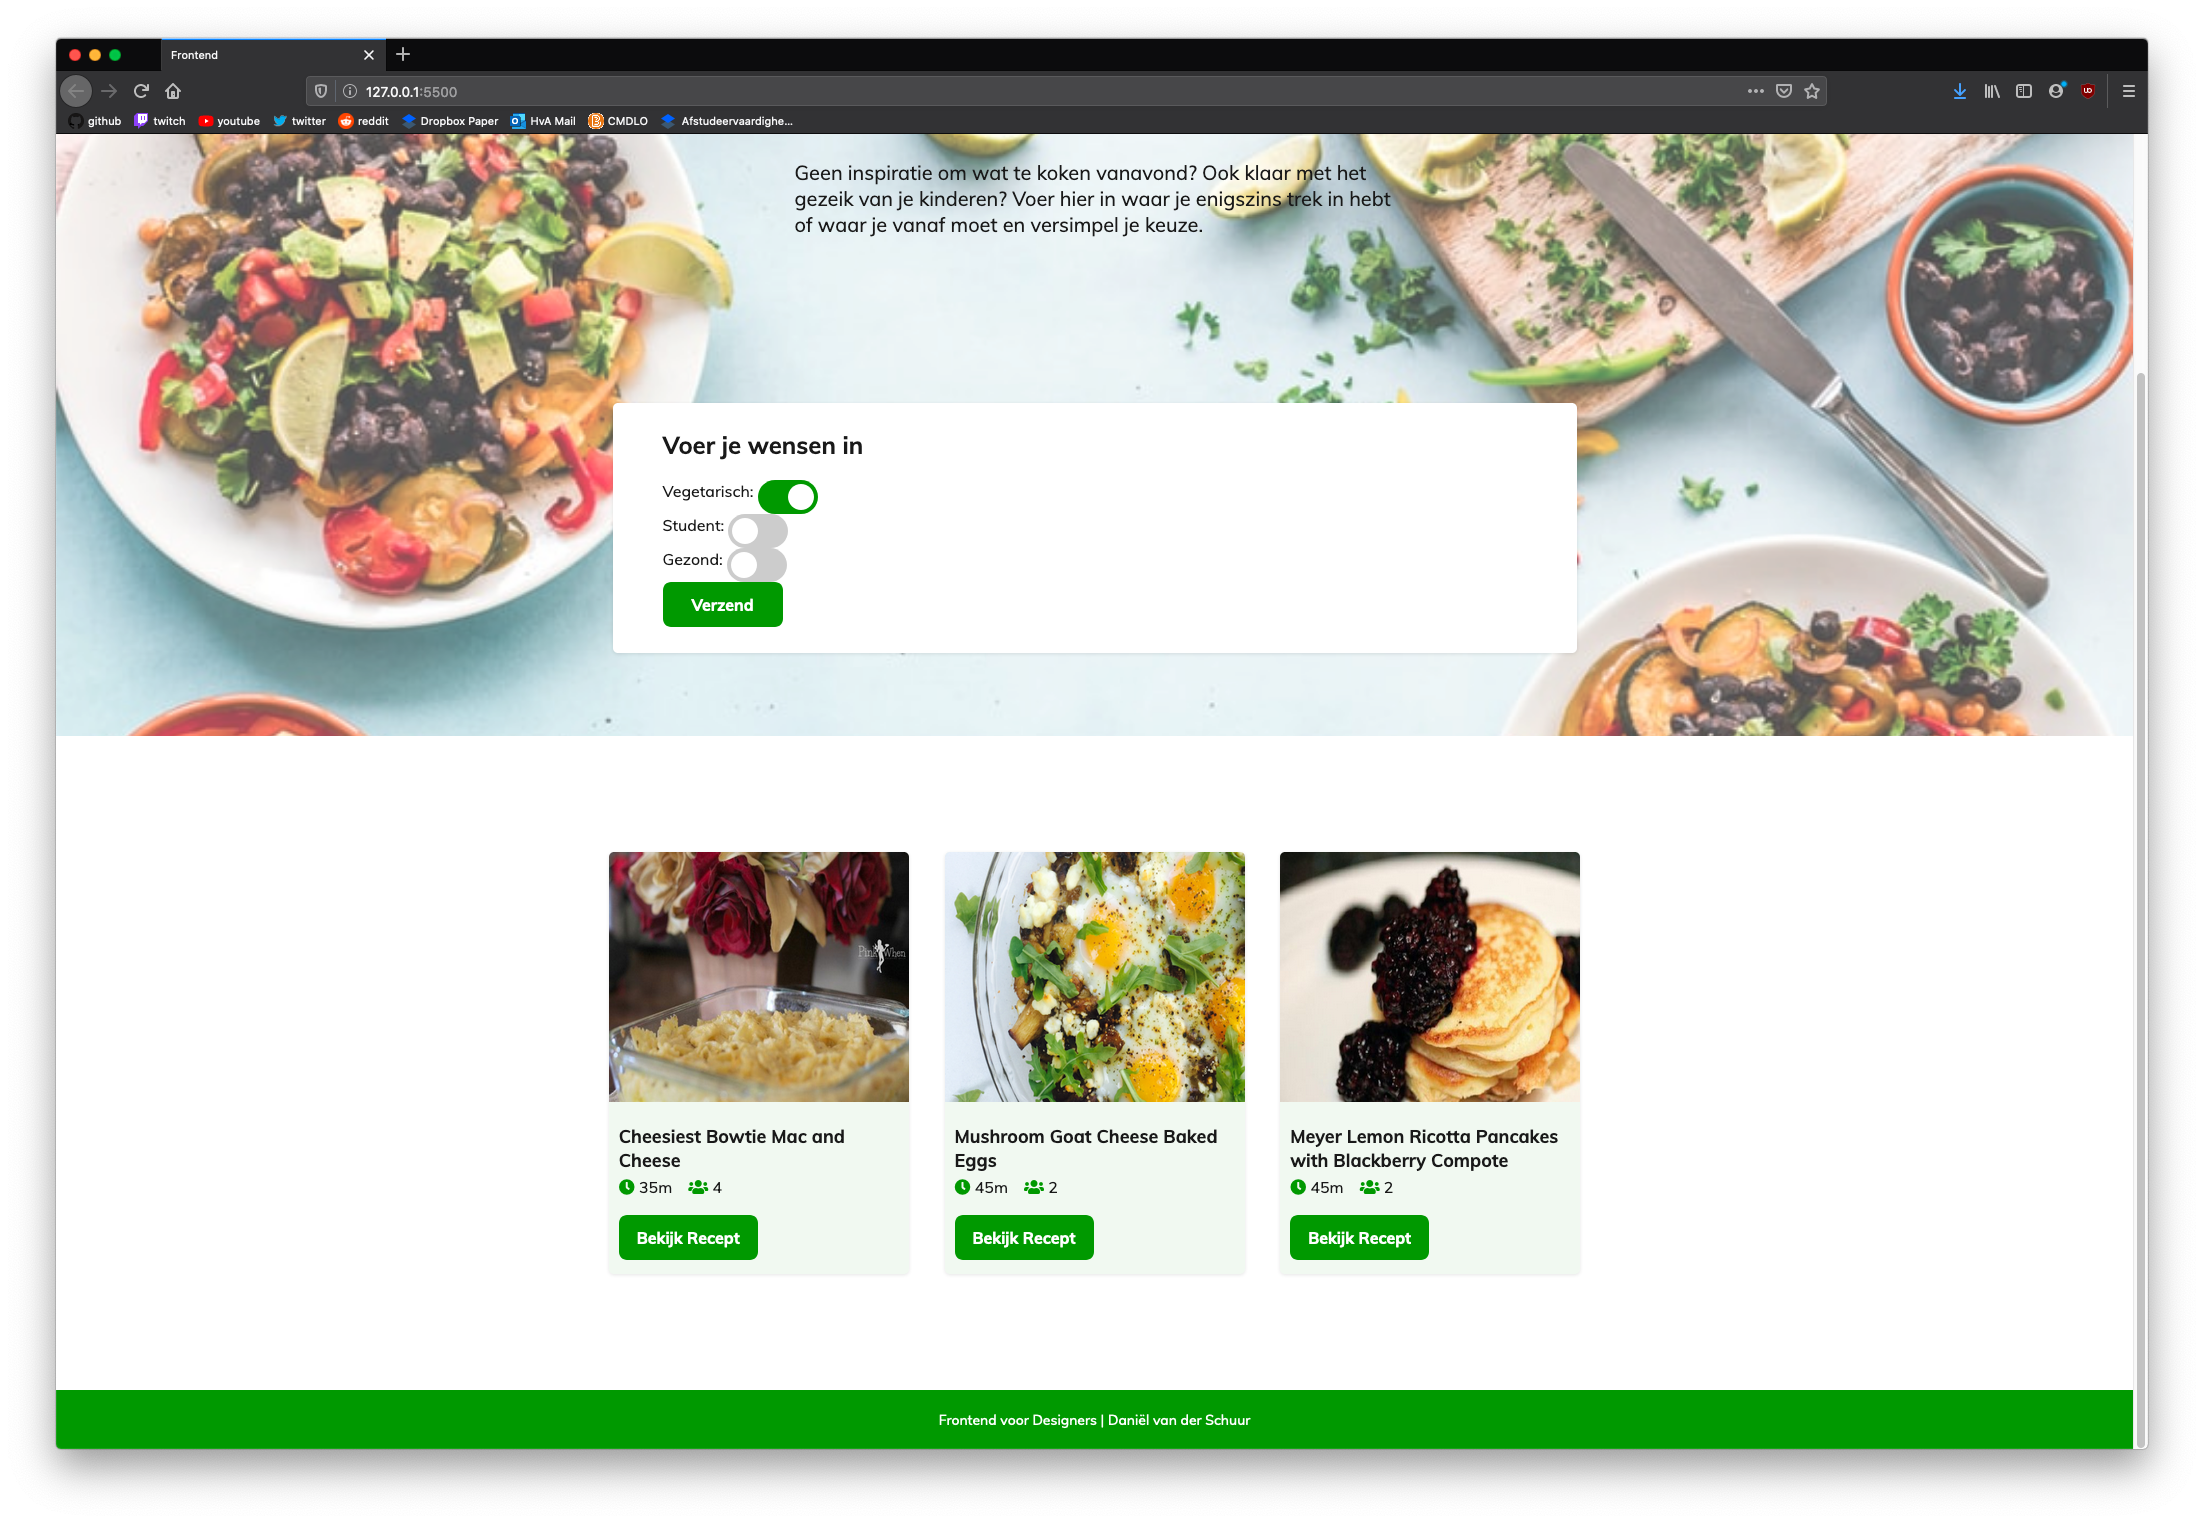 Frontend
127.0.0.1:5500
github twitch youtube twitter reddit Dropbox Paper HvA Mail CMDLO Afstudeervaardighe...
Geen inspiratie om wat te koken vanavond? Ook klaar met het
gezeik van je kinderen? Voer hier in waar je enigszins trek in hebt
of waar je vanaf moet en versimpel je keuze.
Voer je wensen in
Vegetarisch:
Student:
Gezond:
Verzend
Pink When
Cheesiest Bowtie Mac and
Cheese
35m 4
Bekijk Recept
Mushroom Goat Cheese Baked
Eggs
45m 2
Bekijk Recept
Meyer Lemon Ricotta Pancakes
with Blackberry Compote
45m 2
Bekijk Recept
Frontend voor Designers | Daniël van der Schuur